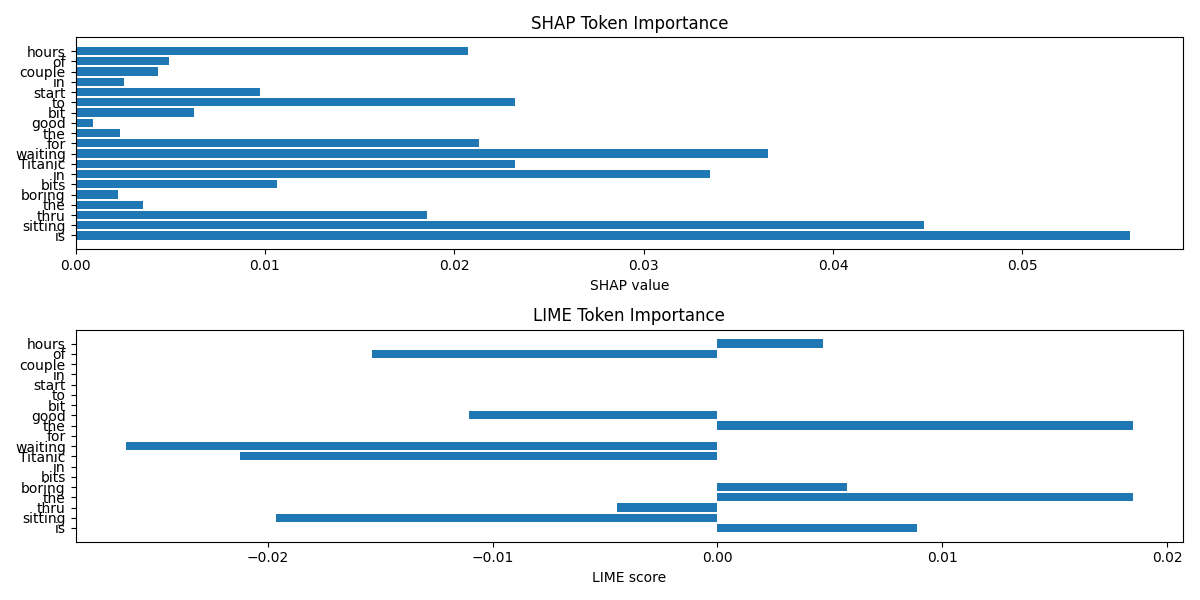 SHAP Token Importance
hours
of
couple
in
start
to
bit
good
the
for
waiting
Titanic
in
bits
boring
the
thru
sitting
is
0.00 0.01 0.02 0.03 0.04 0.05
SHAP value
LIME Token Importance
hours
of
couple
in
start
to
bit
good
the
for
waiting
Titanic
in
bits
boring
the
thru
sitting
is
−0.02 −0.01 0.00 0.01 0.02
LIME score